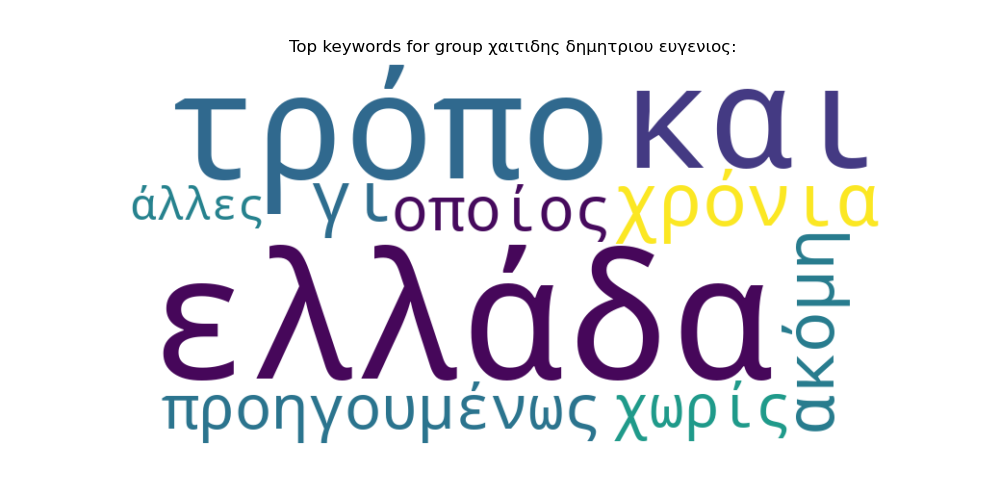 Top keywords for group χαιτιδης δημητριου ευγενιος:
τρόπο και
άλλες γι οποίος χρόνια
ελλάδα ακόμη
προηγουμένως χωρίς